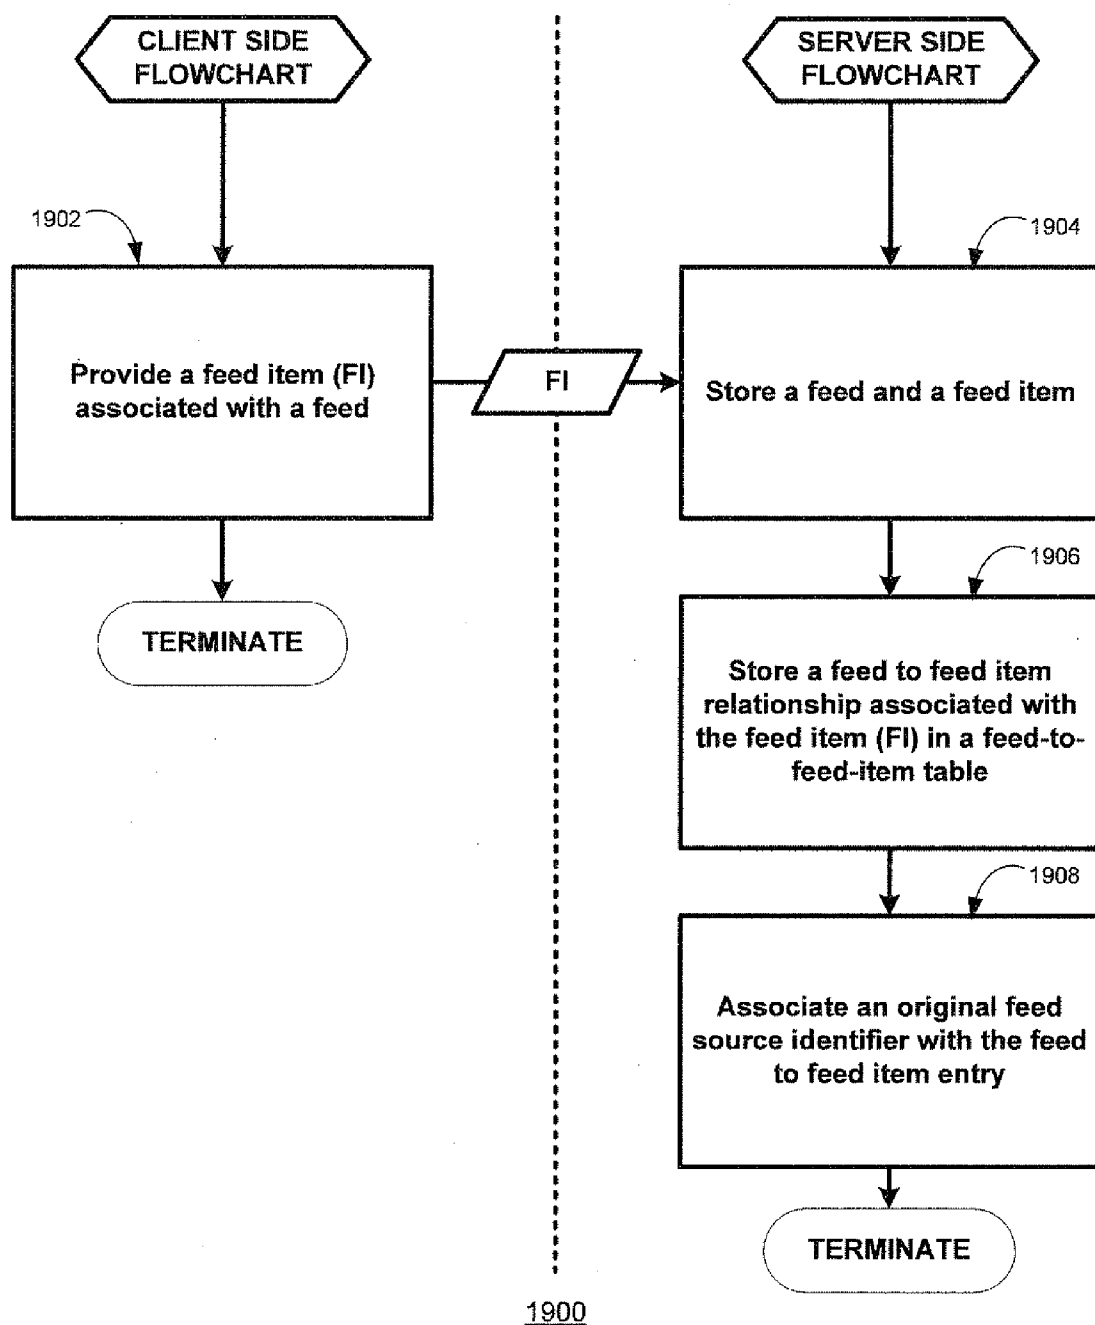 CLIENT SIDE
FLOWCHART
1902
Provide a feed item (FI)
associated with a feed
TERMINATE
FI
SERVER SIDE
FLOWCHART
1904
Store a feed and a feed item
1906
Store a feed to feed item
relationship associated with
the feed item (FI) in a feed-to-
feed-item table
1908
Associate an original feed
source identifier with the feed
to feed item entry
TERMINATE
1900